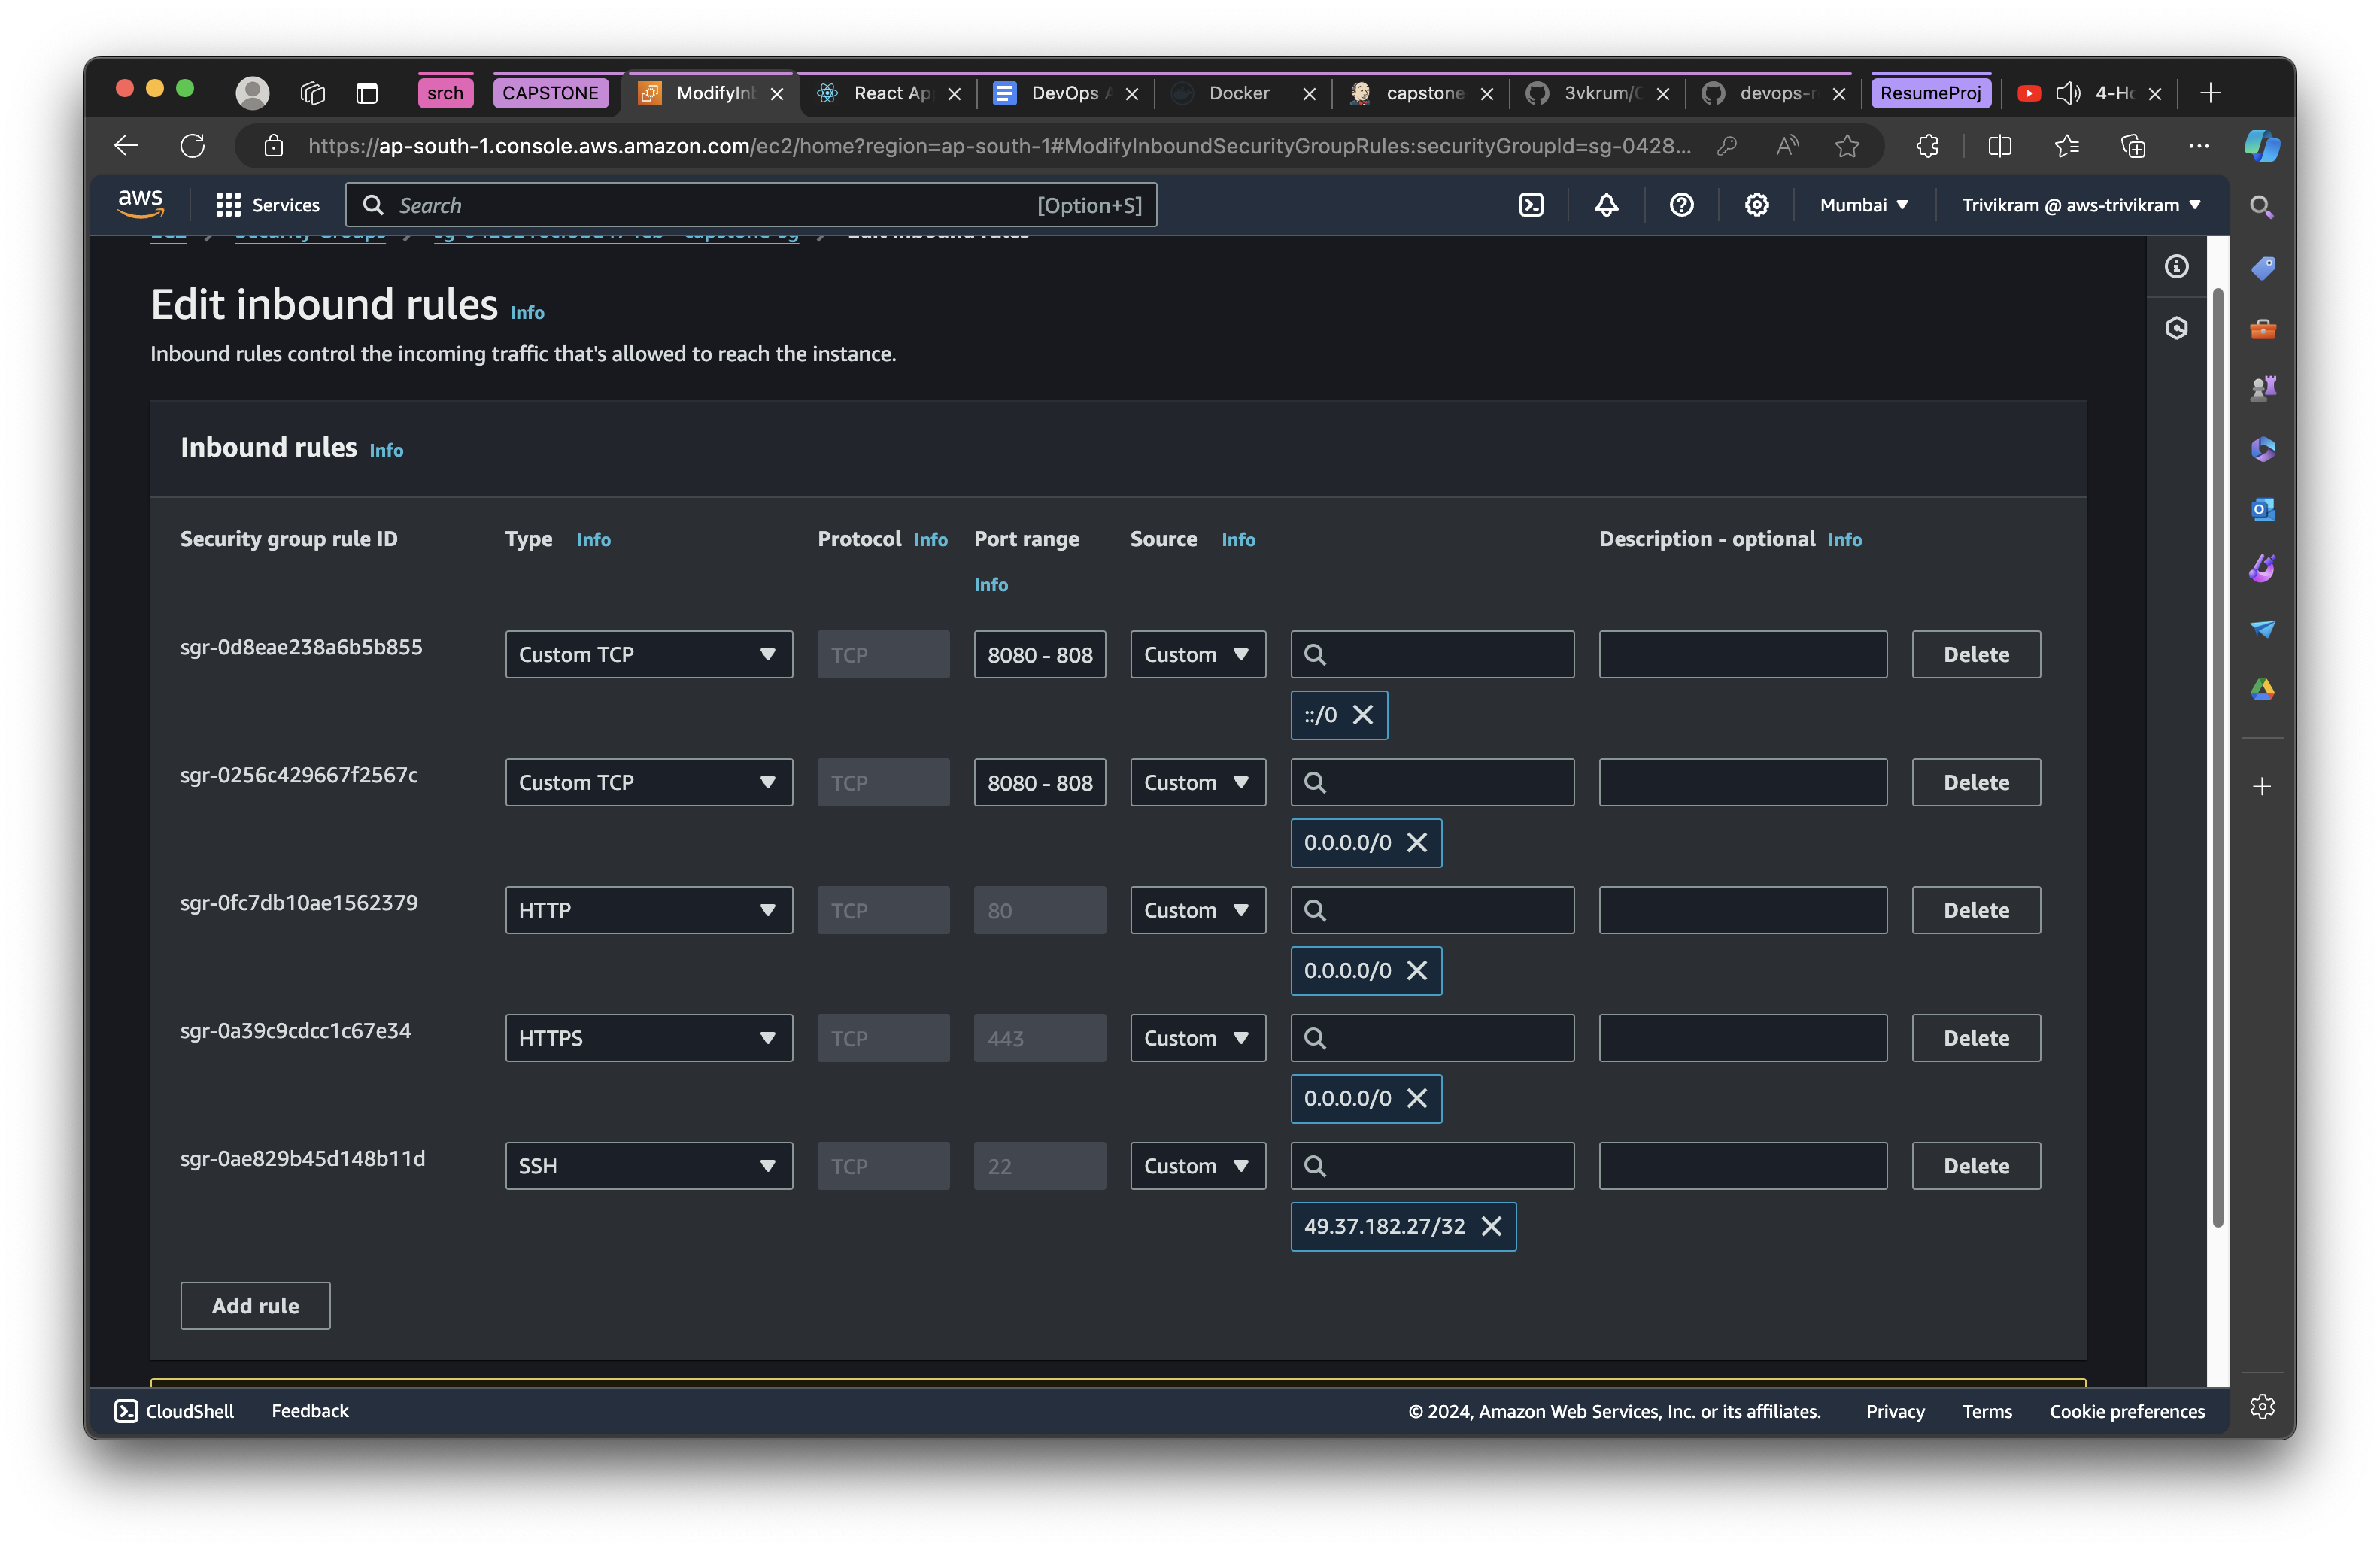 srch
CAPSTONE
ModifyInb
React Ap
DevOps A
Docker
capstone
3vkrum/C
devops-r
ResumeProj
4-Ho
https://ap-south-1.console.aws.amazon.com/ec2/home?region=ap-south-1#ModifyInboundSecurityGroupRules:securityGroupId=sg-0428...
aws
Services
Search
[Option+S]
Mumbai
Trivikram @ aws-trivikram
EC2
Security Groups
Edit inbound rules
Edit inbound rules Info
Inbound rules control the incoming traffic that's allowed to reach the instance.
Inbound rules Info
Security group rule ID Type Info Protocol Info Port range Source Info Description - optional Info
Info
sgr-0d8eae238a6b5b855 Custom TCP TCP 8080 - 808 Custom Delete
::/0
sgr-0256c429667f2567c Custom TCP TCP 8080 - 808 Custom Delete
0.0.0.0/0
sgr-0fc7db10ae1562379 HTTP TCP 80 Custom Delete
0.0.0.0/0
sgr-0a39c9cdcc1c67e34 HTTPS TCP 443 Custom Delete
0.0.0.0/0
sgr-0ae829b45d148b11d SSH TCP 22 Custom Delete
49.37.182.27/32
Add rule
CloudShell Feedback © 2024, Amazon Web Services, Inc. or its affiliates. Privacy Terms Cookie preferences